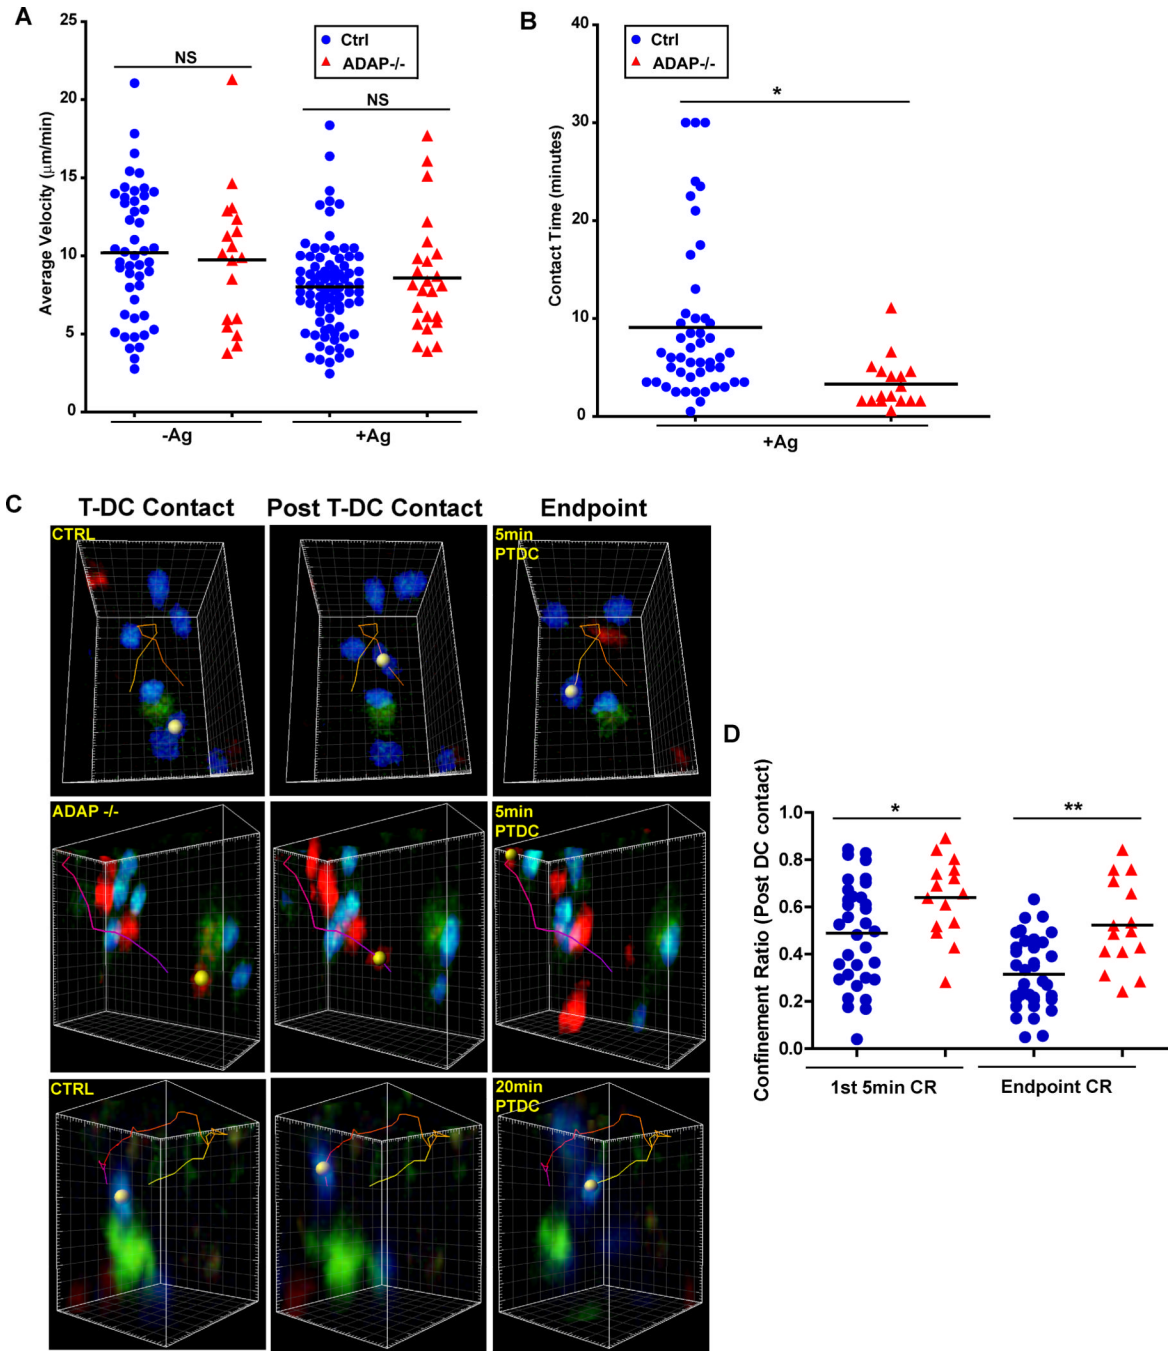 A
25
20
15
10
5
0
Average Velocity (µm/min)
Ctrl
ADAP-/-
NS
NS
-Ag
+Ag
B
40
30
20
10
0
Contact Time (minutes)
Ctrl
ADAP-/-
*
+Ag
C
T-DC Contact
Post T-DC Contact
Endpoint
CTRL
5min
PTDC
ADAP -/-
5min
PTDC
CTRL
20min
PTDC
D
Confinement Ratio (Post DC contact)
1.0
0.8
0.6
0.4
0.2
0.0
*
**
1st 5min CR
Endpoint CR